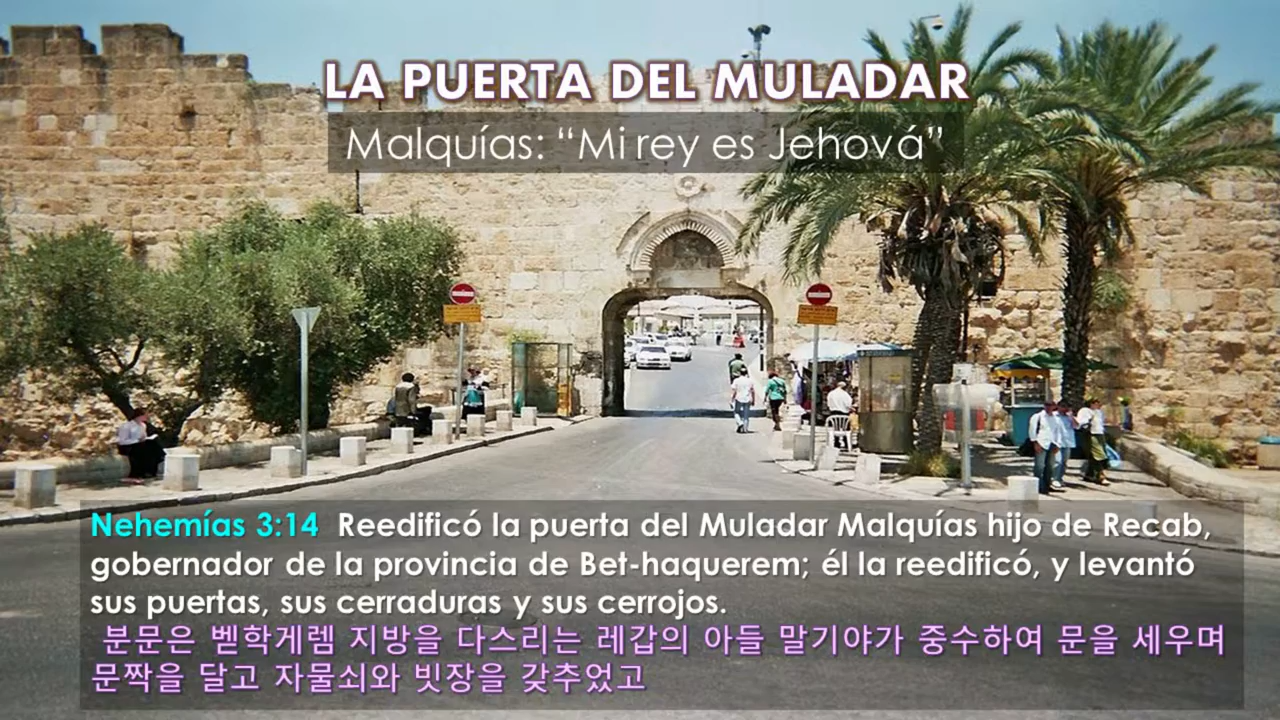 LA PUERTA DEL MULADAR
Malquías: “Mi rey es Jehová”
Nehemías 3:14 Reedificó la puerta del Muladar Malquías hijo de Recab,
gobernador de la provincia de Bet-haquerem; él la reedificó, y levantó
sus puertas, sus cerraduras y sus cerrojos.
분문은 벧학게렘 지방을 다스리는 레갑의 아들 말기야가 중수하여 문을 세우며
문짝을 달고 자물쇠와 빗장을 갖추었고